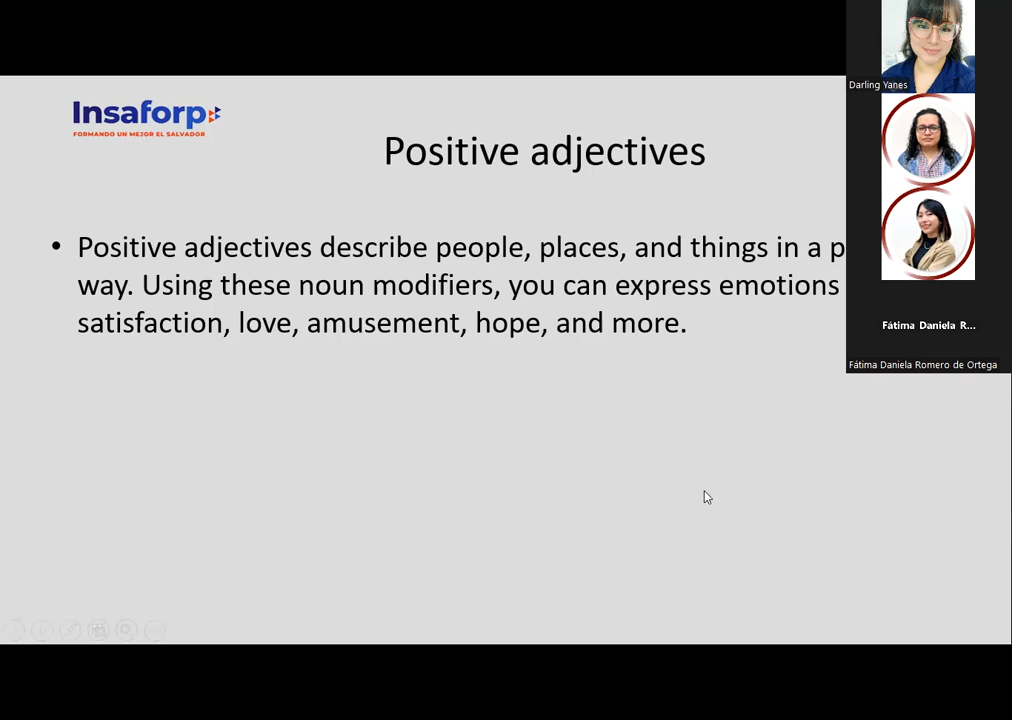 Insaforp
FORMANDO UN MEJOR EL SALVADOR
Positive adjectives
• Positive adjectives describe people, places, and things in a p
way. Using these noun modifiers, you can express emotions
satisfaction, love, amusement, hope, and more.
Darling Yanes
Fátima Daniela R...
Fátima Daniela Romero de Ortega